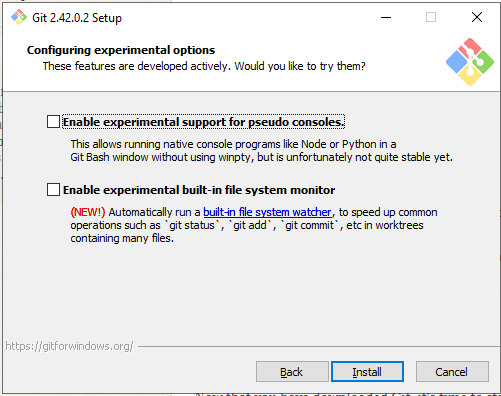 Git 2.42.0.2 Setup
Configuring experimental options
These features are developed actively. Would you like to try them?
Enable experimental support for pseudo consoles.
This allows running native console programs like Node or Python in a
Git Bash window without using winpty, but is unfortunately not quite stable yet.
Enable experimental built-in file system monitor
(NEW!) Automatically run a built-in file system watcher, to speed up common
operations such as `git status`, `git add`, `git commit`, etc in worktrees
containing many files.
https://gitforwindows.org/
Back Install Cancel